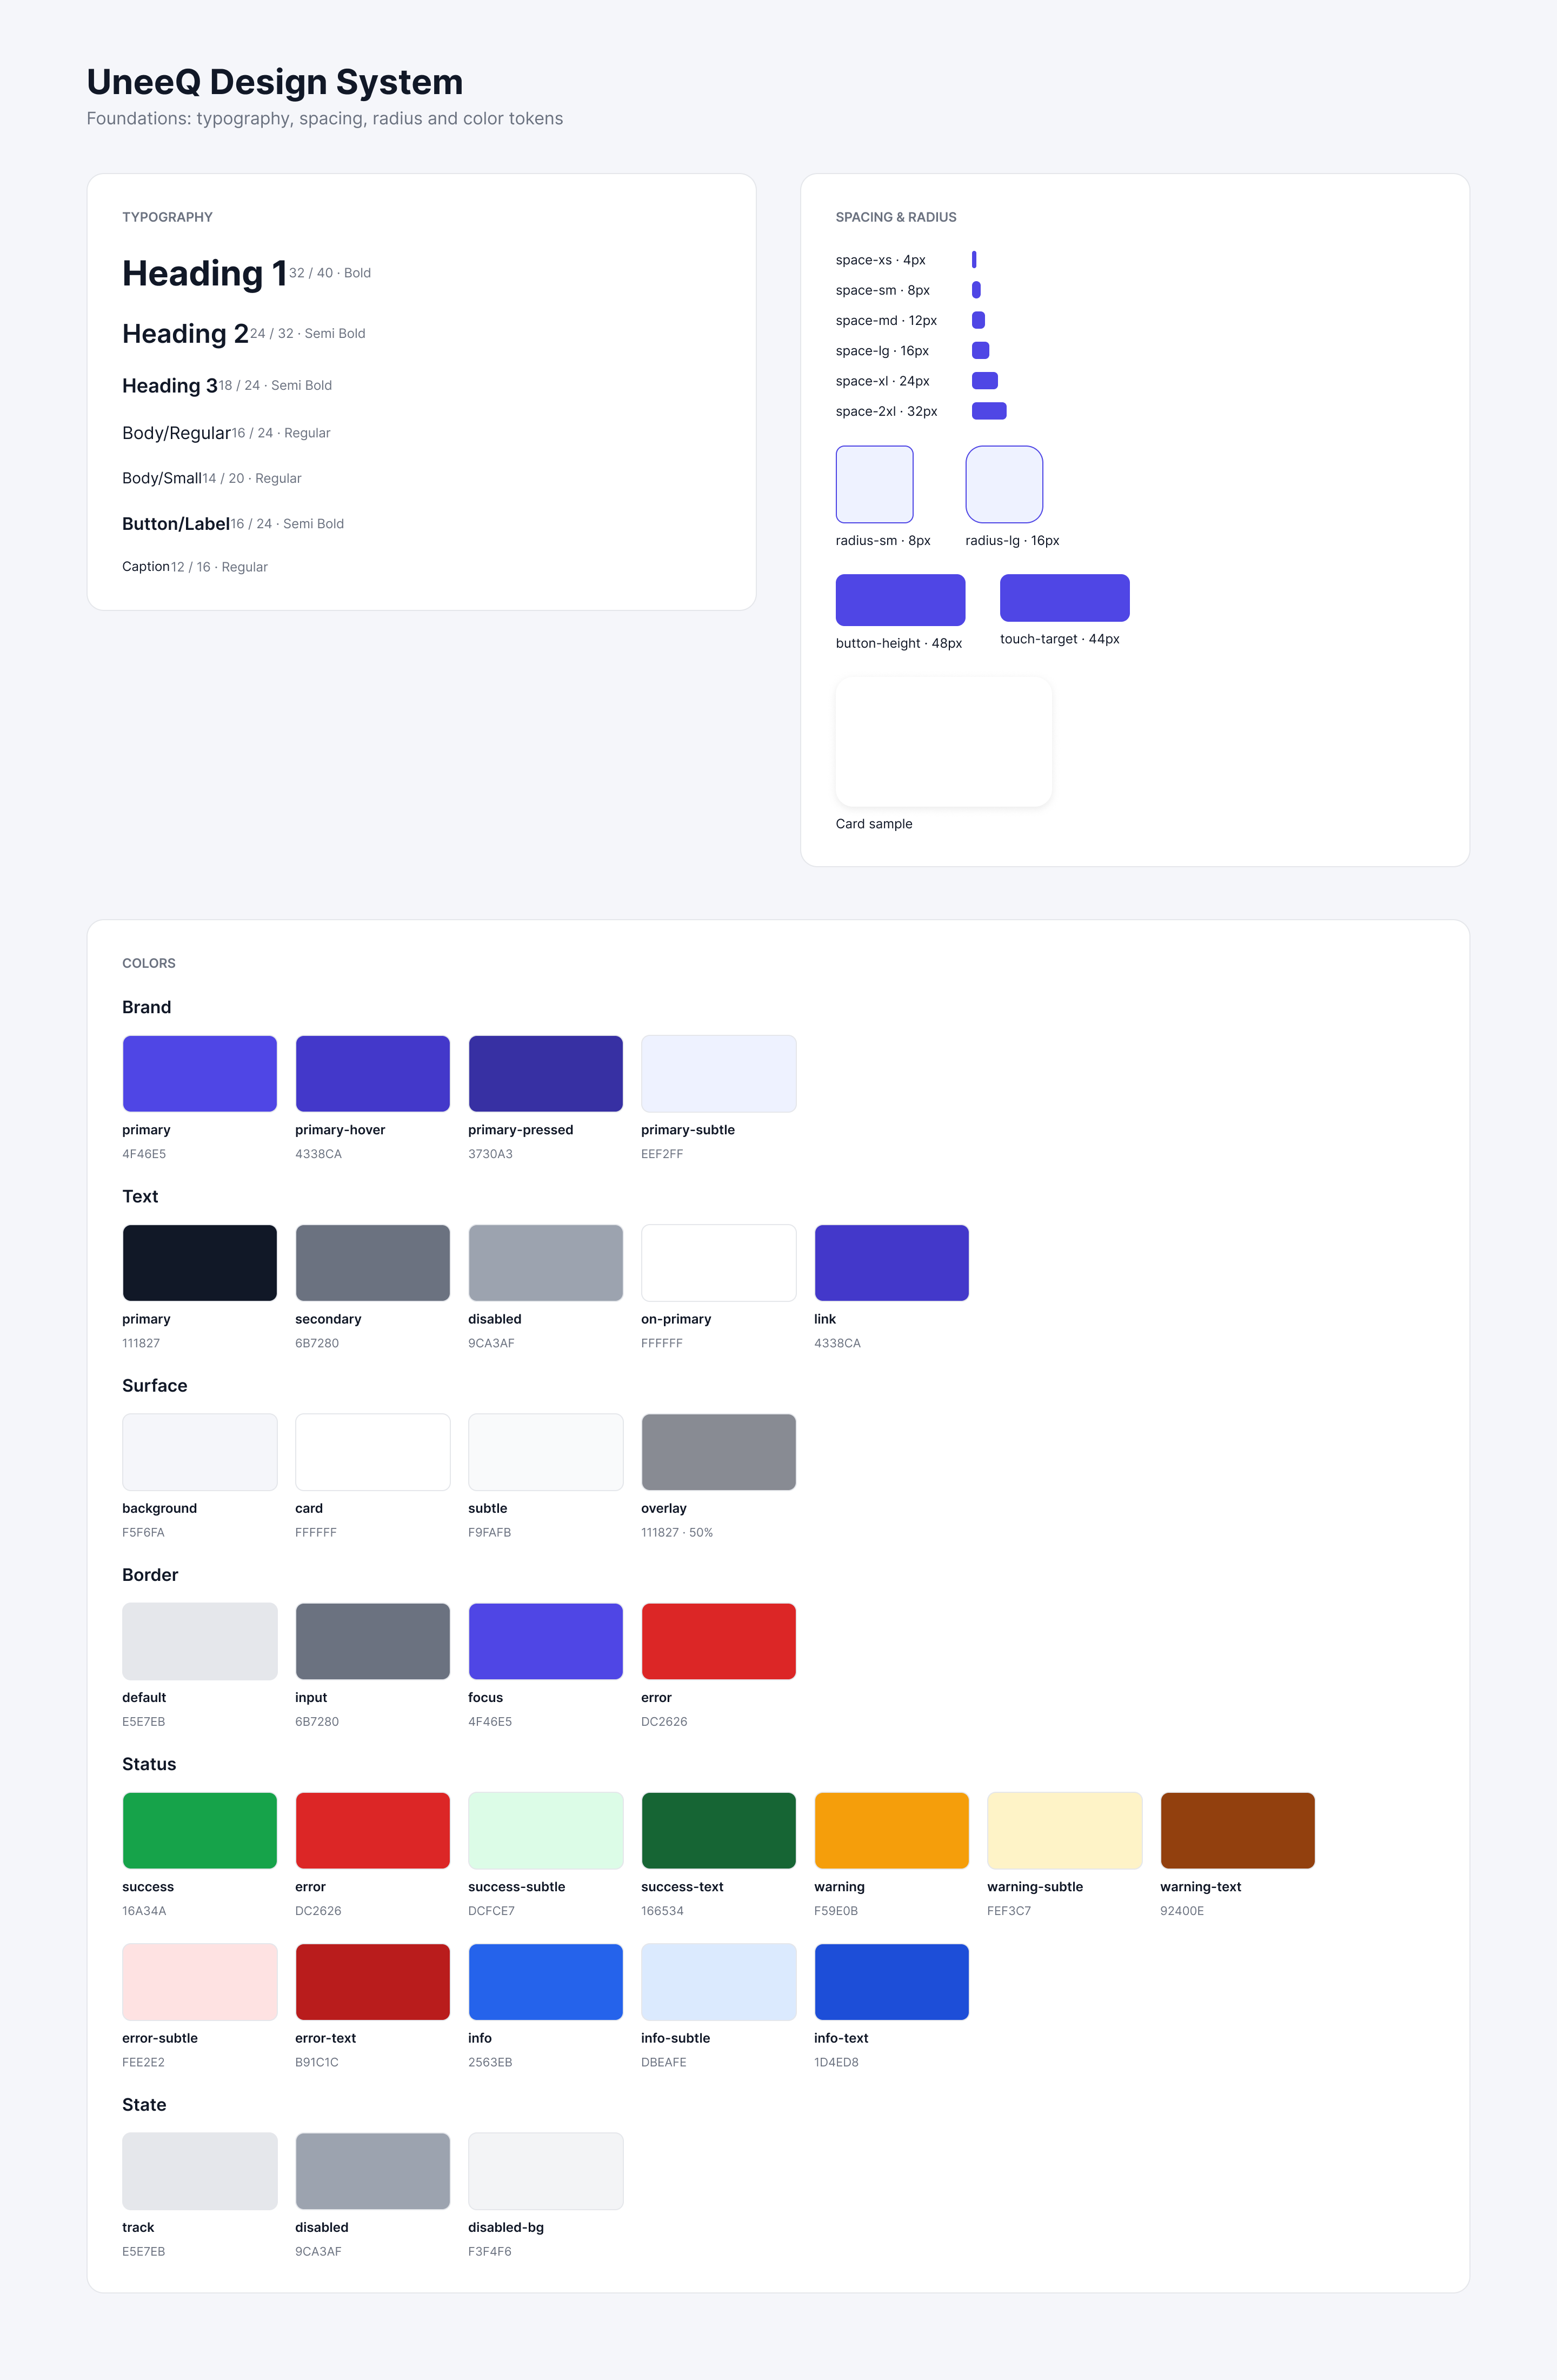 UneeQ Design System
Foundations: typography, spacing, radius and color tokens
TYPOGRAPHY
Heading 1 32 / 40 · Bold
Heading 2 24 / 32 · Semi Bold
Heading 3 18 / 24 · Semi Bold
Body/Regular 16 / 24 · Regular
Body/Small 14 / 20 · Regular
Button/Label 16 / 24 · Semi Bold
Caption 12 / 16 · Regular
SPACING & RADIUS
space-xs · 4px
space-sm · 8px
space-md · 12px
space-lg · 16px
space-xl · 24px
space-2xl · 32px
radius-sm · 8px radius-lg · 16px
button-height · 48px touch-target · 44px
Card sample
COLORS
Brand
primary primary-hover primary-pressed primary-subtle
4F46E5 4338CA 3730A3 EEF2FF
Text
primary secondary disabled on-primary link
111827 6B7280 9CA3AF FFFFFF 4338CA
Surface
background card subtle overlay
F5F6FA FFFFFF F9FAFB 111827 · 50%
Border
default input focus error
E5E7EB 6B7280 4F46E5 DC2626
Status
success error success-subtle success-text warning warning-subtle warning-text
16A34A DC2626 DCFCE7 166534 F59E0B FEF3C7 92400E
error-subtle error-text info info-subtle info-text
FEE2E2 B91C1C 2563EB DBEAFE 1D4ED8
State
track disabled disabled-bg
E5E7EB 9CA3AF F3F4F6